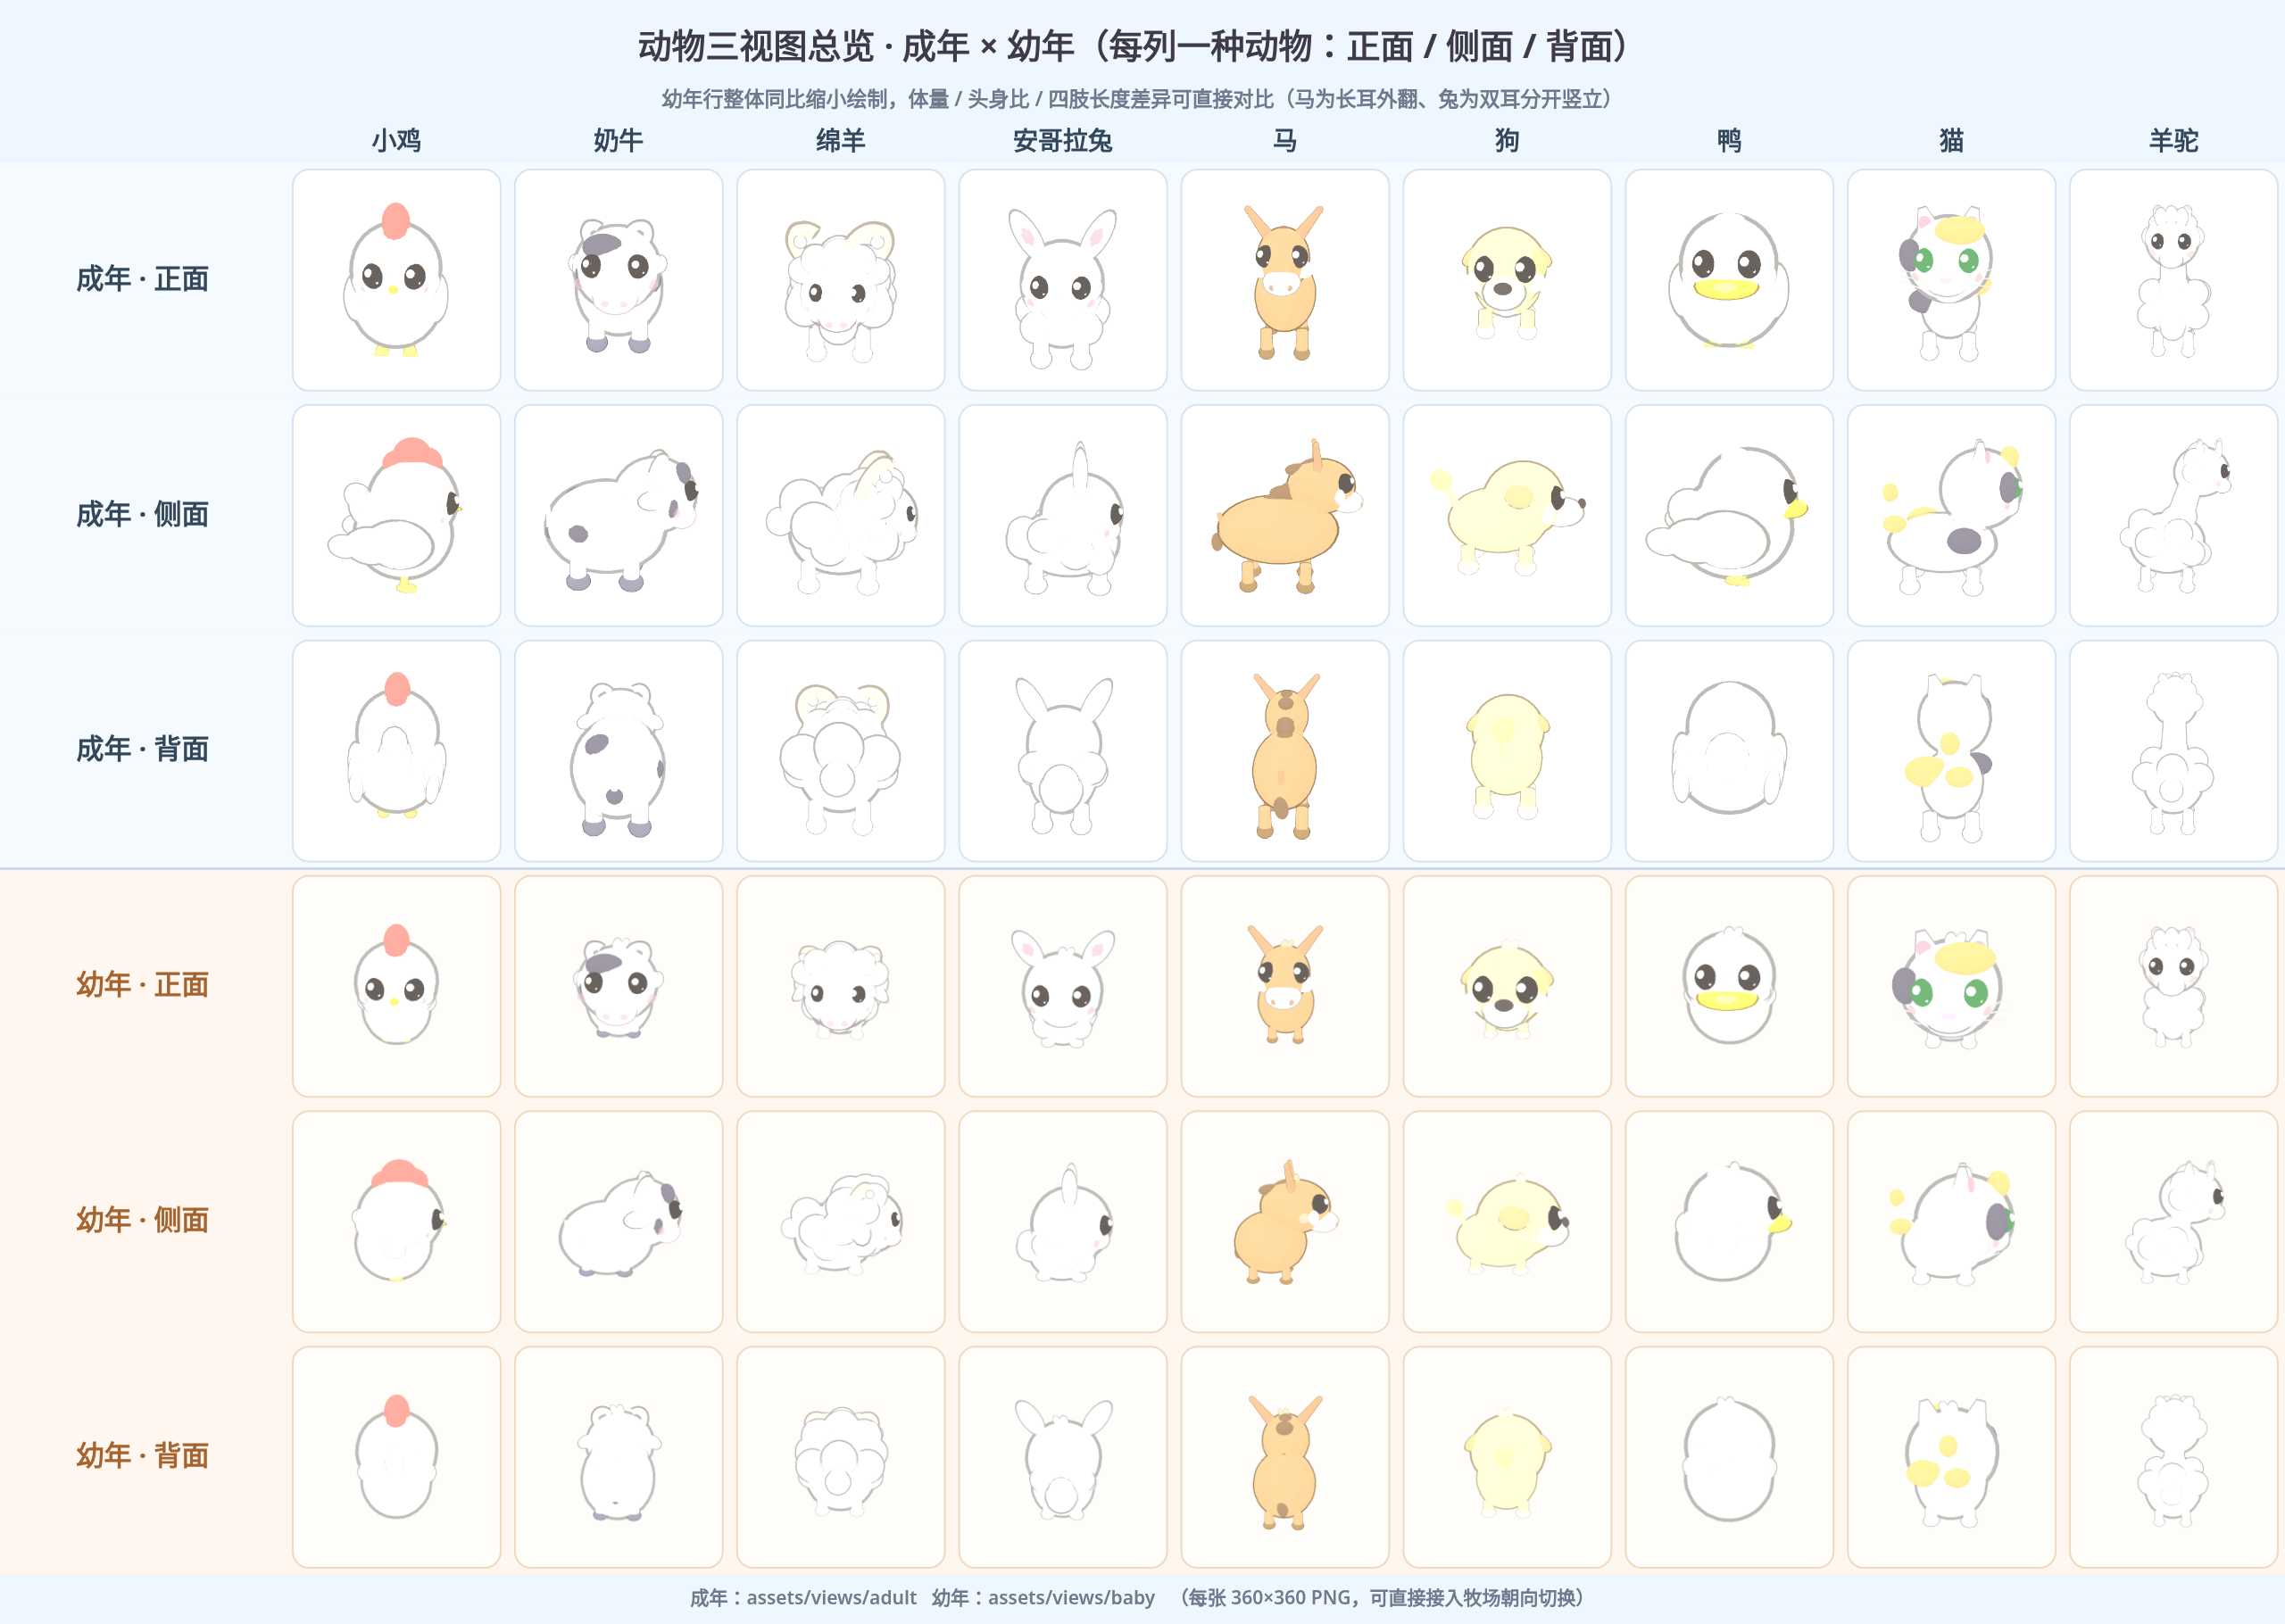 动物三视图总览 · 成年 × 幼年（每列一种动物：正面 / 侧面 / 背面）
幼年行整体同比缩小绘制，体量 / 头身比 / 四肢长度差异可直接对比（马为长耳外翻、兔为双耳分开竖立）
小鸡 奶牛 绵羊 安哥拉兔 马 狗 鸭 猫 羊驼
成年 · 正面
成年 · 侧面
成年 · 背面
幼年 · 正面
幼年 · 侧面
幼年 · 背面
成年：assets/views/adult 幼年：assets/views/baby （每张 360×360 PNG，可直接接入牧场朝向切换）